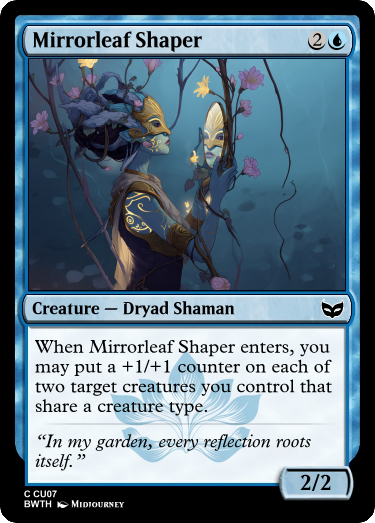 Mirrorleaf Shaper 2
Creature — Dryad Shaman
When Mirrorleaf Shaper enters, you
may put a +1/+1 counter on each of
two target creatures you control that
share a creature type.
“In my garden, every reflection roots
itself.”
2/2
C CU07
BWTH Midjourney